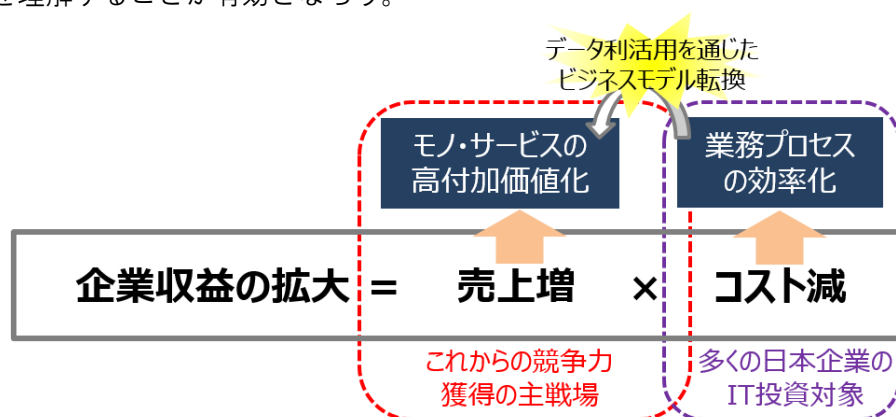 を理解することが有効となろう。
データ利活用を通じた
ビジネスモデル転換
モノ・サービスの
高付加価値化
業務プロセス
の効率化
企業収益の拡大 = 売上増 × コスト減
これからの競争力
獲得の主戦場
多くの日本企業の
IT投資対象